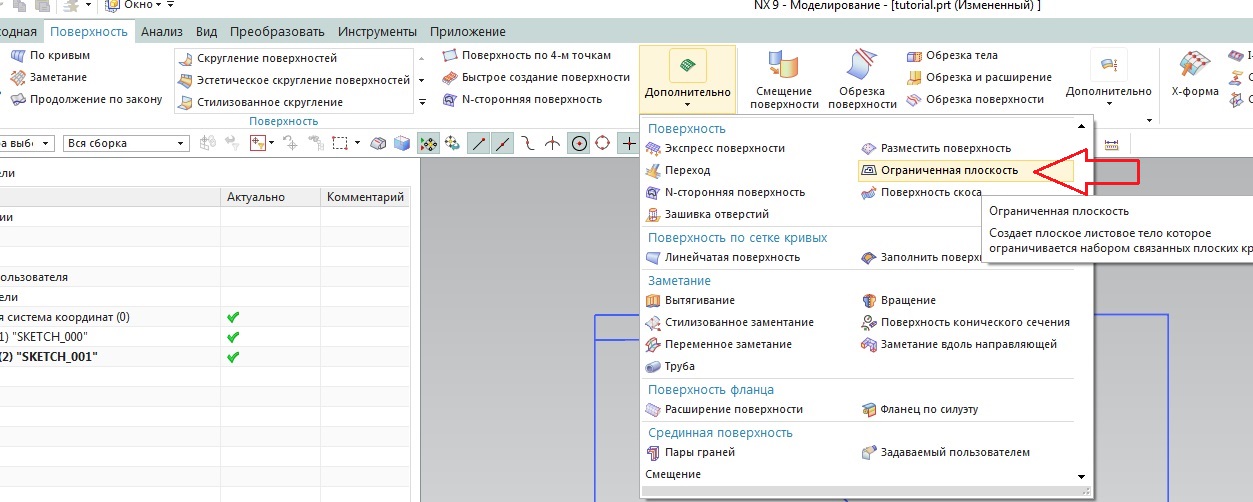 Окно
NX 9 - Моделирование - [tutorial.prt (Измененный) ]
одная Поверхность Анализ Вид Преобразовать Инструменты Приложение
По кривым
Заметание
Продолжение по закону
Скругление поверхностей
Эстетическое скругление поверхностей
Стилизованное скругление
Поверхность
Поверхность по 4-м точкам
Быстрое создание поверхности
N-сторонняя поверхность
Дополнительно
Смещение
поверхности
Обрезка
поверхности
Обрезка тела
Обрезка и расширение
Обрезка поверхности
Дополнительно
X-форма
а выб
Вся сборка
ели
Актуально
Комментарий
ии
ользователя
ели
я система координат (0)
1) "SKETCH_000"
(2) "SKETCH_001"
Поверхность
Экспресс поверхности
Разместить поверхность
Переход
Ограниченная плоскость
N-сторонняя поверхность
Поверхность скоса
Зашивка отверстий
Ограниченная плоскость
Создает плоское листовое тело которое
ограничивается набором связанных плоских кр
Поверхность по сетке кривых
Линейчатая поверхность
Заполнить поверх
Заметание
Вытягивание
Вращение
Стилизованное заментание
Поверхность конического сечения
Переменное заметание
Заметание вдоль направляющей
Труба
Поверхность фланца
Расширение поверхности
Фланец по силуэту
Срединная поверхность
Пары граней
Задаваемый пользователем
Смещение